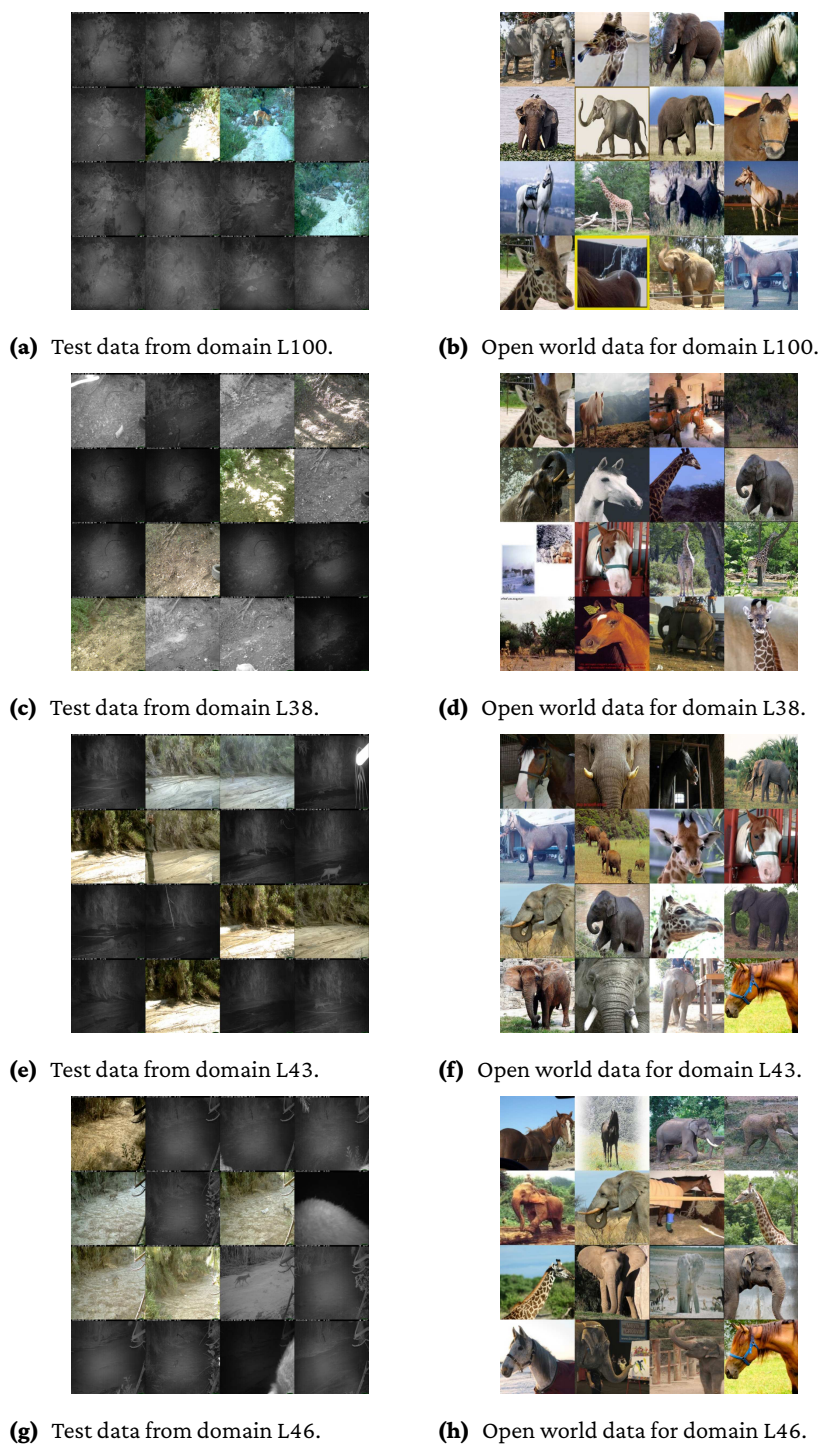 (a) Test data from domain L100.
(b) Open world data for domain L100.
(c) Test data from domain L38.
(d) Open world data for domain L38.
(e) Test data from domain L43.
(f) Open world data for domain L43.
(g) Test data from domain L46.
(h) Open world data for domain L46.